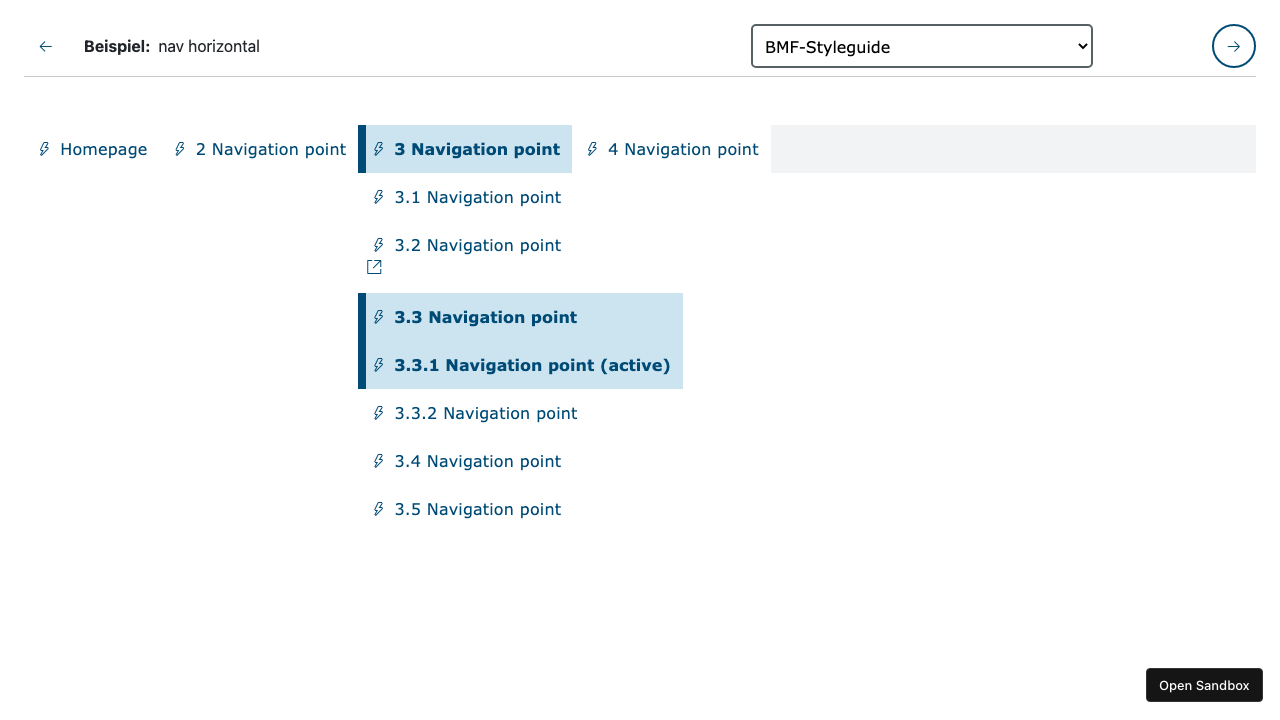 Beispiel: nav horizontal
BMF-Styleguide
Homepage
2 Navigation point
3 Navigation point
4 Navigation point
3.1 Navigation point
3.2 Navigation point
3.3 Navigation point
3.3.1 Navigation point (active)
3.3.2 Navigation point
3.4 Navigation point
3.5 Navigation point
Open Sandbox